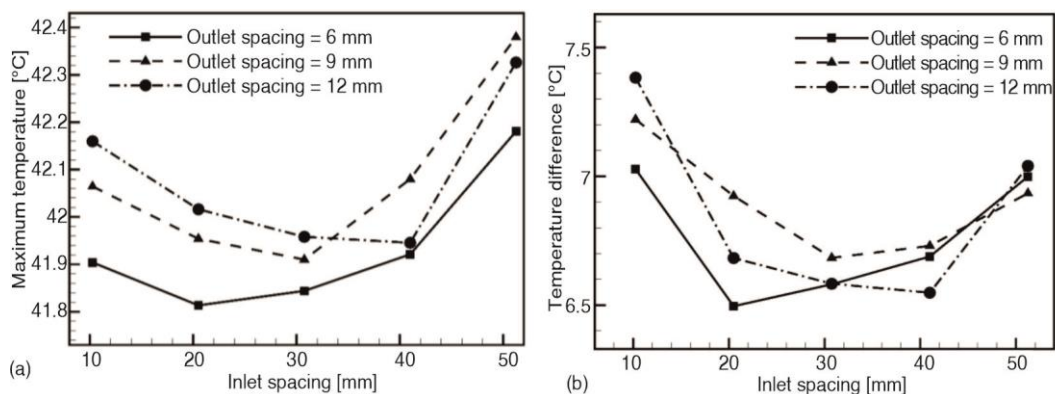 42.4
42.3
42.2
42.1
42
41.9
41.8
Maximum temperature [°C]
Outlet spacing = 6 mm
Outlet spacing = 9 mm
Outlet spacing = 12 mm
10 20 30 40 50
(a) Inlet spacing [mm]
7.5
7
6.5
Temperature difference [°C]
Outlet spacing = 6 mm
Outlet spacing = 9 mm
Outlet spacing = 12 mm
10 20 30 40 50
(b) Inlet spacing [mm]